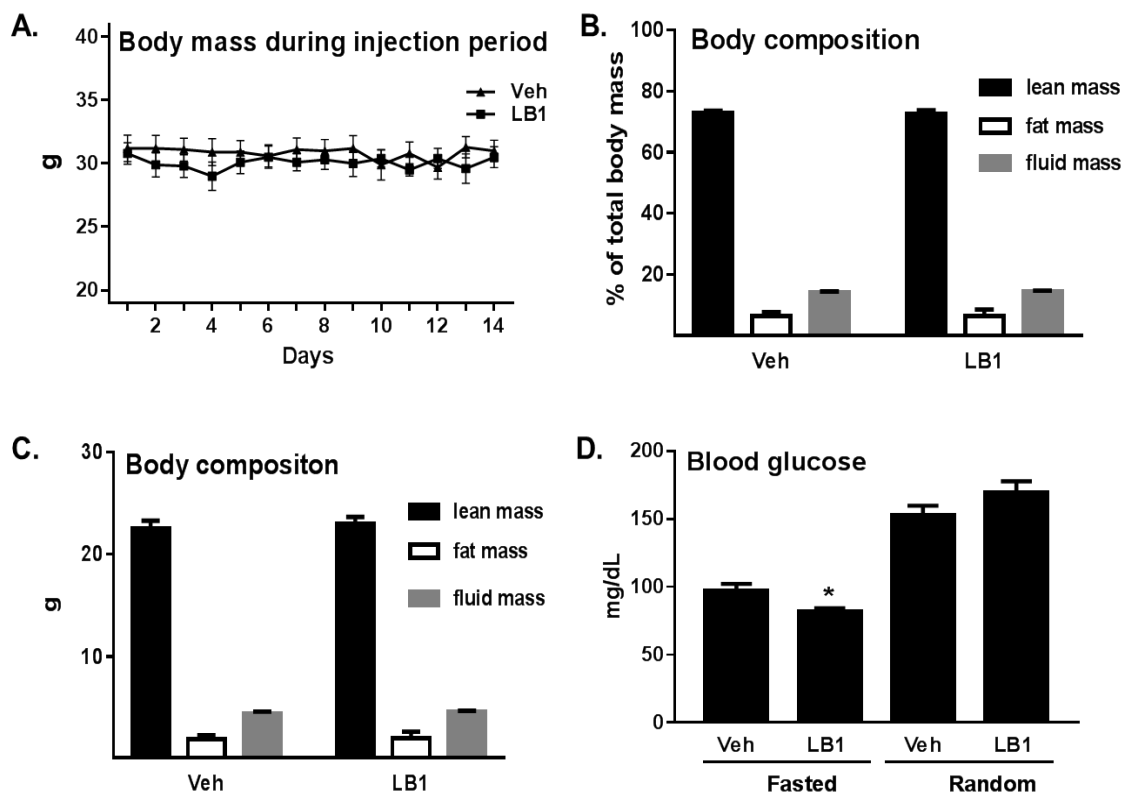 A.
Body mass during injection period
Veh
LB1
40
35
30
25
20
g
2 4 6 8 10 12 14
Days
B.
Body composition
lean mass
fat mass
fluid mass
100
80
60
40
20
% of total body mass
Veh LB1
C.
Body compositon
lean mass
fat mass
fluid mass
30
20
10
g
Veh LB1
D.
Blood glucose
200
150
100
50
0
mg/dL
*
Veh LB1 Veh LB1
Fasted Random